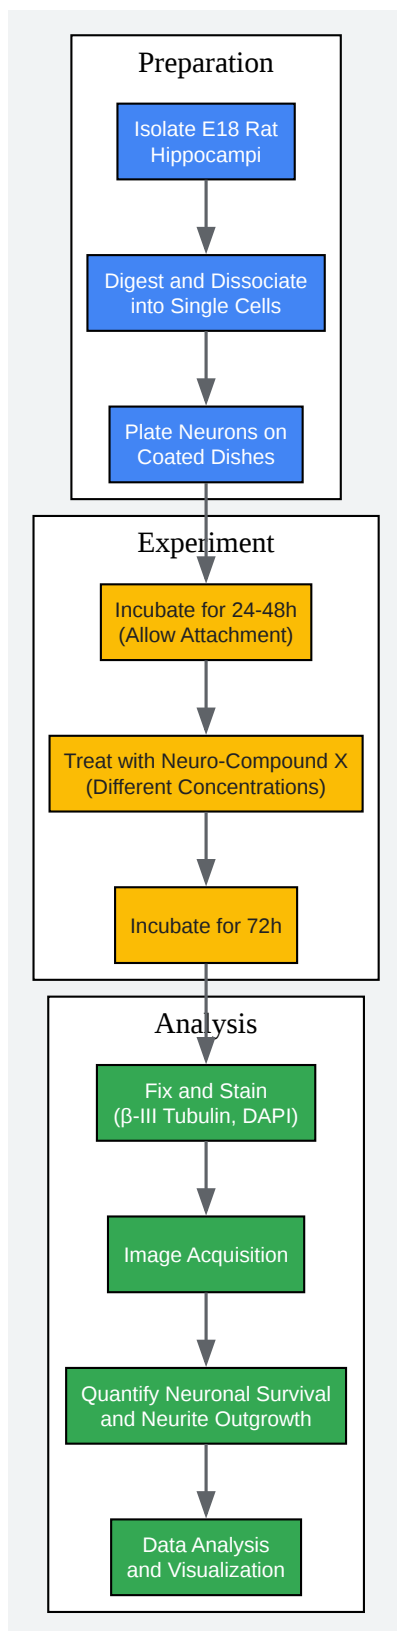 Preparation
Isolate E18 Rat
Hippocampi
Digest and Dissociate
into Single Cells
Plate Neurons on
Coated Dishes
Experiment
Incubate for 24-48h
(Allow Attachment)
Treat with Neuro-Compound X
(Different Concentrations)
Incubate for 72h
Analysis
Fix and Stain
(β-III Tubulin, DAPI)
Image Acquisition
Quantify Neuronal Survival
and Neurite Outgrowth
Data Analysis
and Visualization